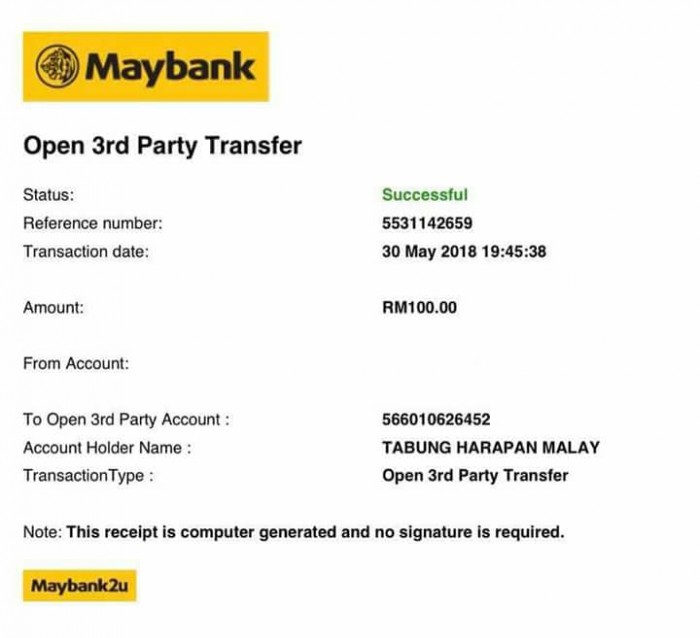 Maybank
Open 3rd Party Transfer
Status: Successful
Reference number: 5531142659
Transaction date: 30 May 2018 19:45:38
Amount: RM100.00
From Account:
To Open 3rd Party Account : 566010626452
Account Holder Name : TABUNG HARAPAN MALAY
TransactionType : Open 3rd Party Transfer
Note: This receipt is computer generated and no signature is required.
Maybank2u